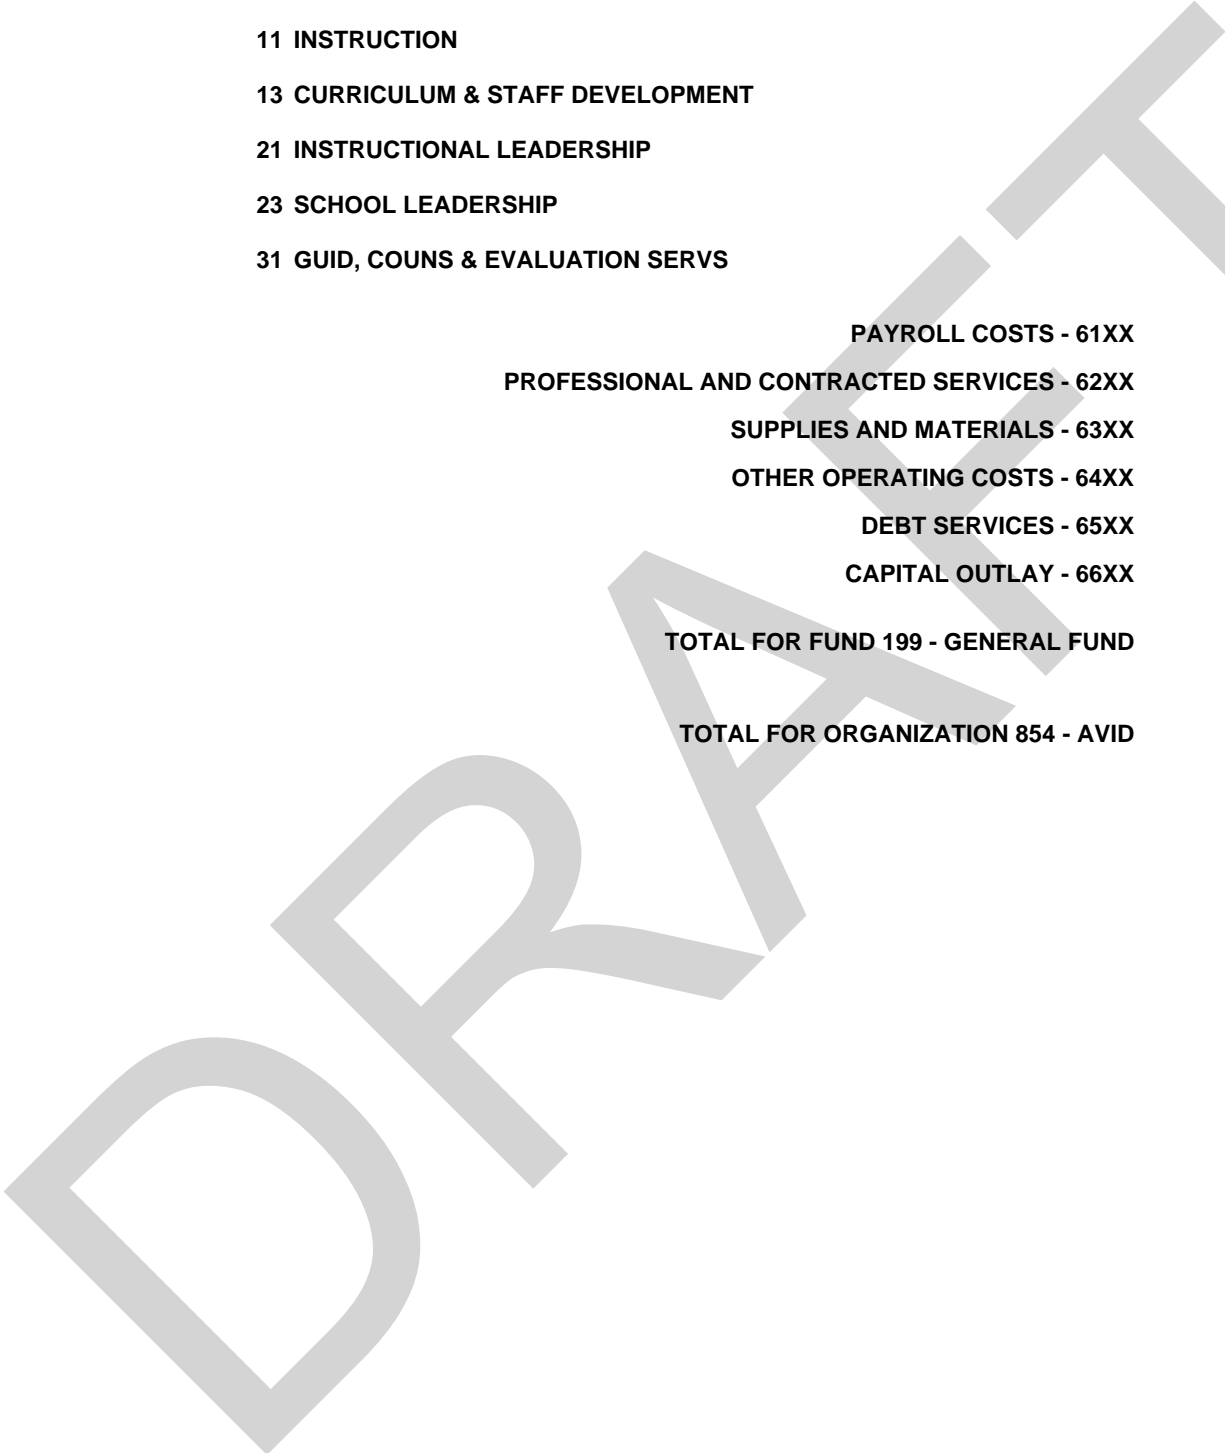 11 INSTRUCTION
13 CURRICULUM & STAFF DEVELOPMENT
21 INSTRUCTIONAL LEADERSHIP
23 SCHOOL LEADERSHIP
31 GUID, COUNS & EVALUATION SERVS
PAYROLL COSTS - 61XX
PROFESSIONAL AND CONTRACTED SERVICES - 62XX
SUPPLIES AND MATERIALS - 63XX
OTHER OPERATING COSTS - 64XX
DEBT SERVICES - 65XX
CAPITAL OUTLAY - 66XX
TOTAL FOR FUND 199 - GENERAL FUND
TOTAL FOR ORGANIZATION 854 - AVID
DRAFT